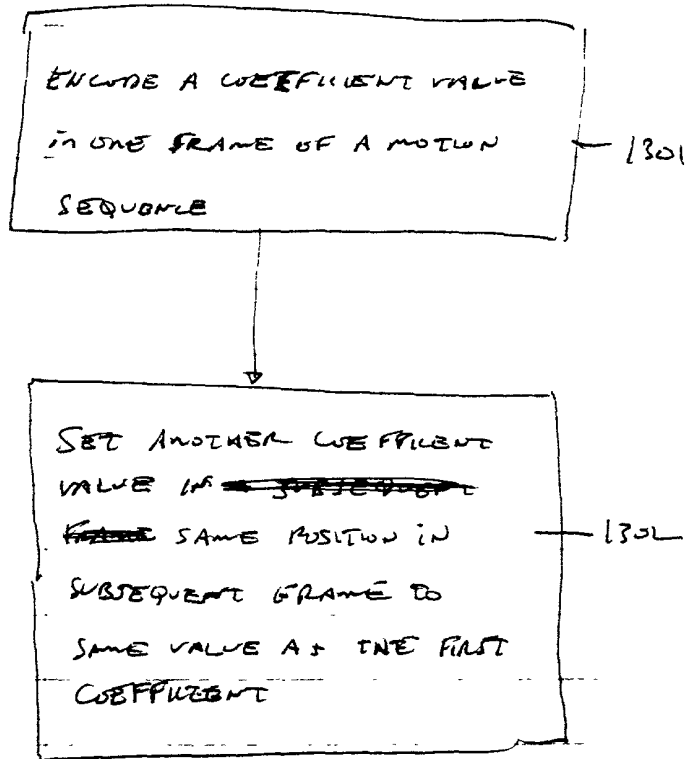 ENCODE A COEFFICIENT VALUE
in ONE FRAME OF A MOTION
SEQUENCE
1301
SET ANOTHER COEFFICIENT
VALUE IN
SAME POSITION iN
SUBSEQUENT FRAME TO
SAME VALUE AS THE FIRST
COEFFICIENT
1302